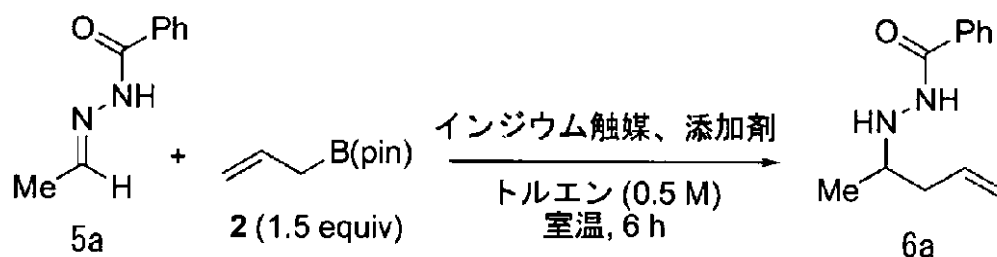 O
Ph
N
NH
Me
H
5a
+
B(pin)
2 (1.5 equiv)
インジウム触媒、添加剤
トルエン (0.5 M)
室温, 6 h
O
Ph
HN
NH
Me
6a